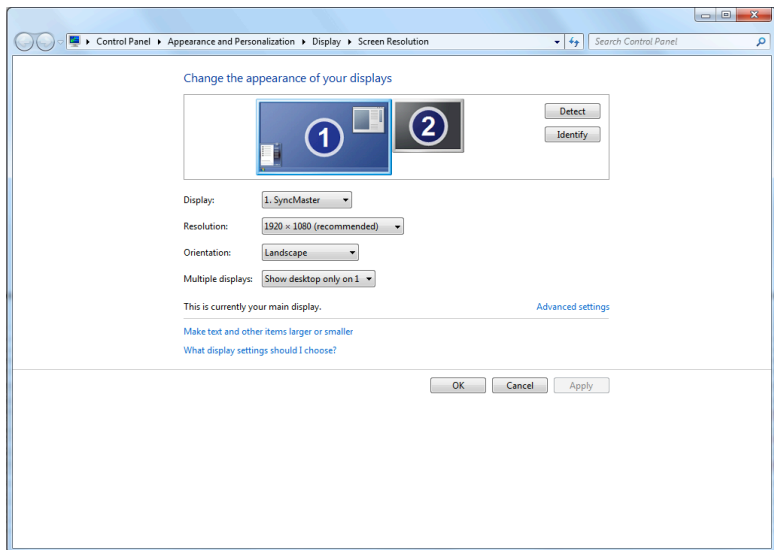 Control Panel Appearance and Personalization Display Screen Resolution Search Control Panel
Change the appearance of your displays
1 2
Detect
Identify
Display: 1. SyncMaster
Resolution: 1920 × 1080 (recommended)
Orientation: Landscape
Multiple displays: Show desktop only on 1
This is currently your main display. Advanced settings
Make text and other items larger or smaller
What display settings should I choose?
OK Cancel Apply